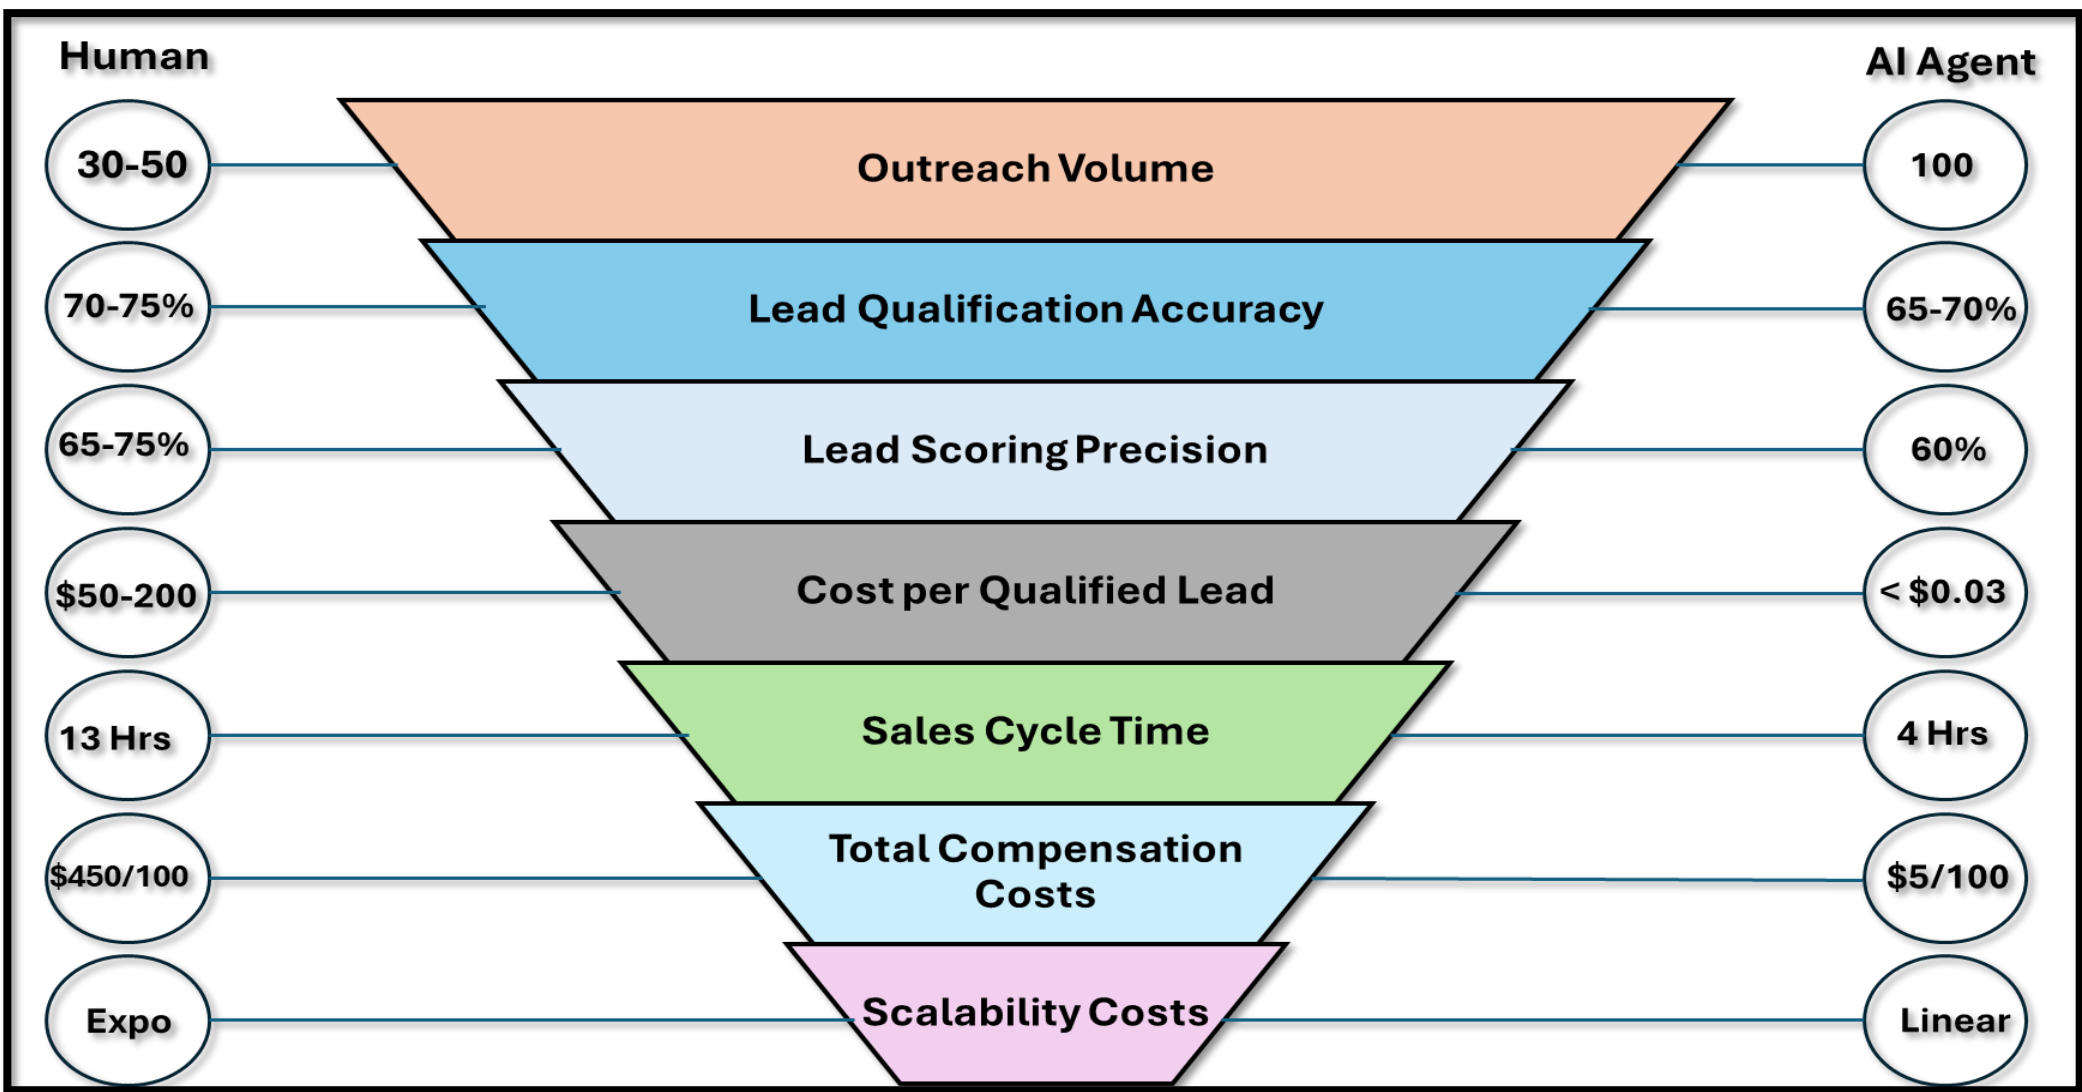 Human
AI Agent
30-50
Outreach Volume
100
70-75%
Lead Qualification Accuracy
65-70%
65-75%
Lead Scoring Precision
60%
$50-200
Cost per Qualified Lead
< $0.03
13 Hrs
Sales Cycle Time
4 Hrs
$450/100
Total Compensation
Costs
$5/100
Expo
Scalability Costs
Linear